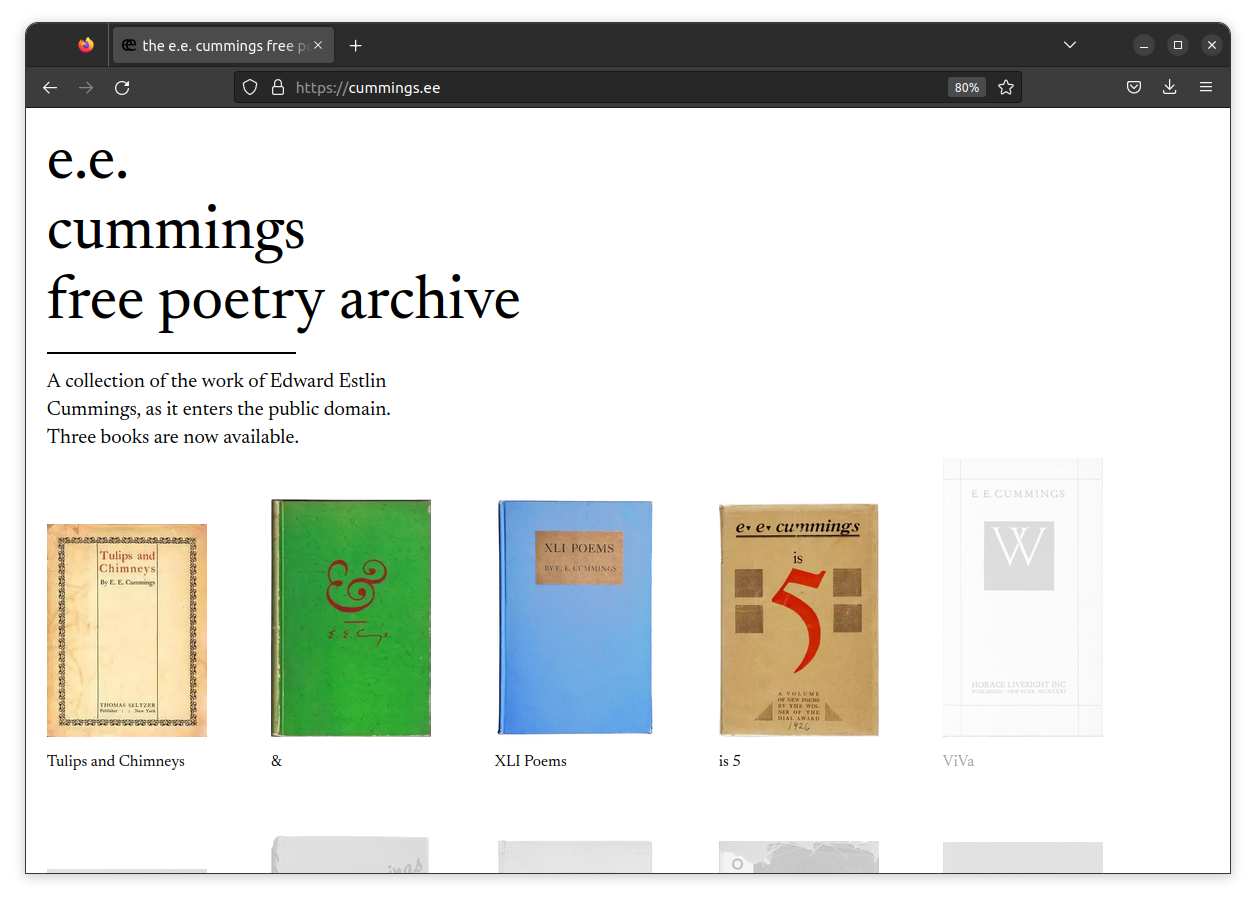 the e.e. cummings free p
https://cummings.ee
80%
e.e.
cummings
free poetry archive
A collection of the work of Edward Estlin
Cummings, as it enters the public domain.
Three books are now available.
Tulips and
Chimneys
By E. E. Cummings
THOMAS SELTZER
Publisher : : New York
Tulips and Chimneys
&
&
XLI POEMS
BY E. E. CUMMINGS
XLI Poems
e. e. cummings
is
5
A VOLUME
OF NEW POEMS
BY THE WIN-
NER OF THE
DIAL AWARD
1926
is 5
E. E. CUMMINGS
W
HORACE LIVERIGHT INC
PUBLISHERS · NEW YORK · MCMXXXI
ViVa